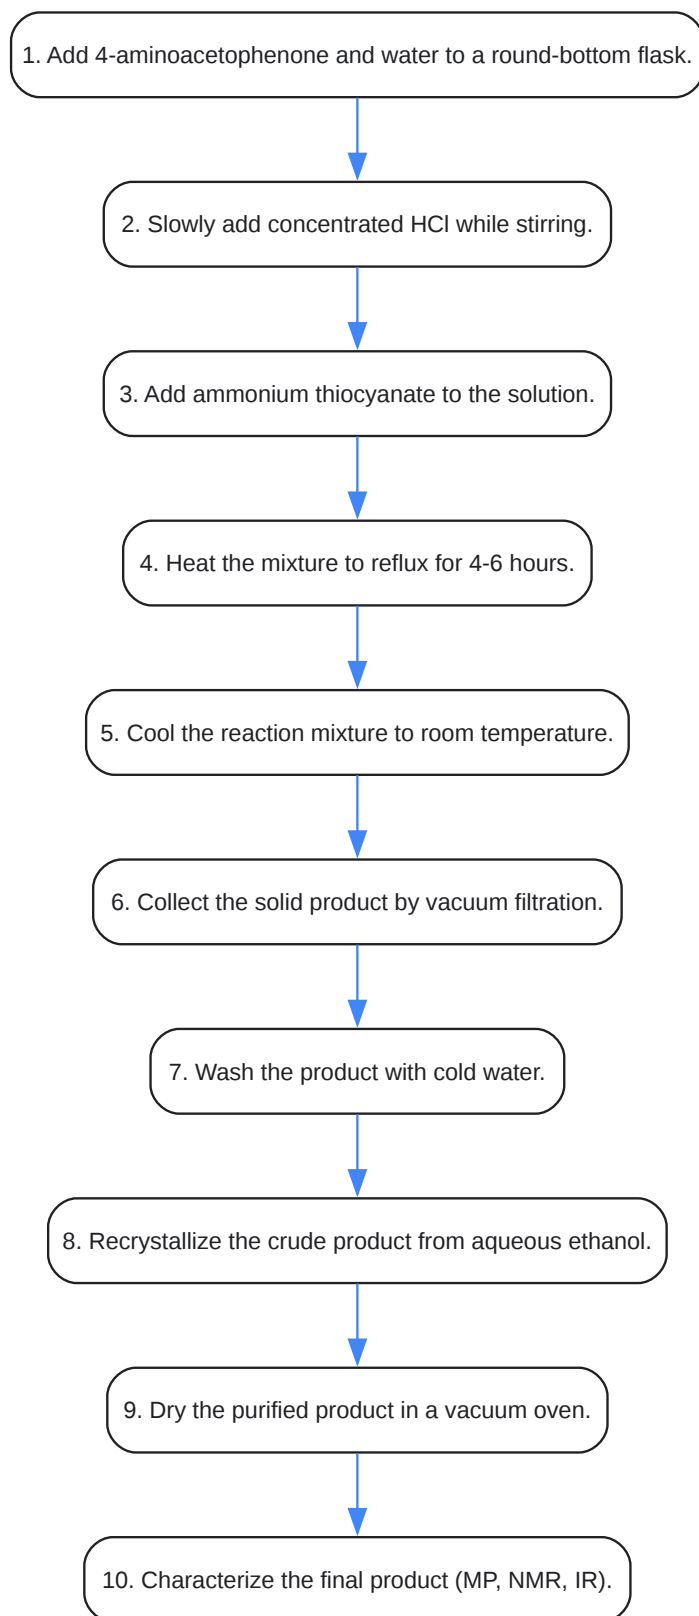 1. Add 4-aminoacetophenone and water to a round-bottom flask.
2. Slowly add concentrated HCl while stirring.
3. Add ammonium thiocyanate to the solution.
4. Heat the mixture to reflux for 4-6 hours.
5. Cool the reaction mixture to room temperature.
6. Collect the solid product by vacuum filtration.
7. Wash the product with cold water.
8. Recrystallize the crude product from aqueous ethanol.
9. Dry the purified product in a vacuum oven.
10. Characterize the final product (MP, NMR, IR).